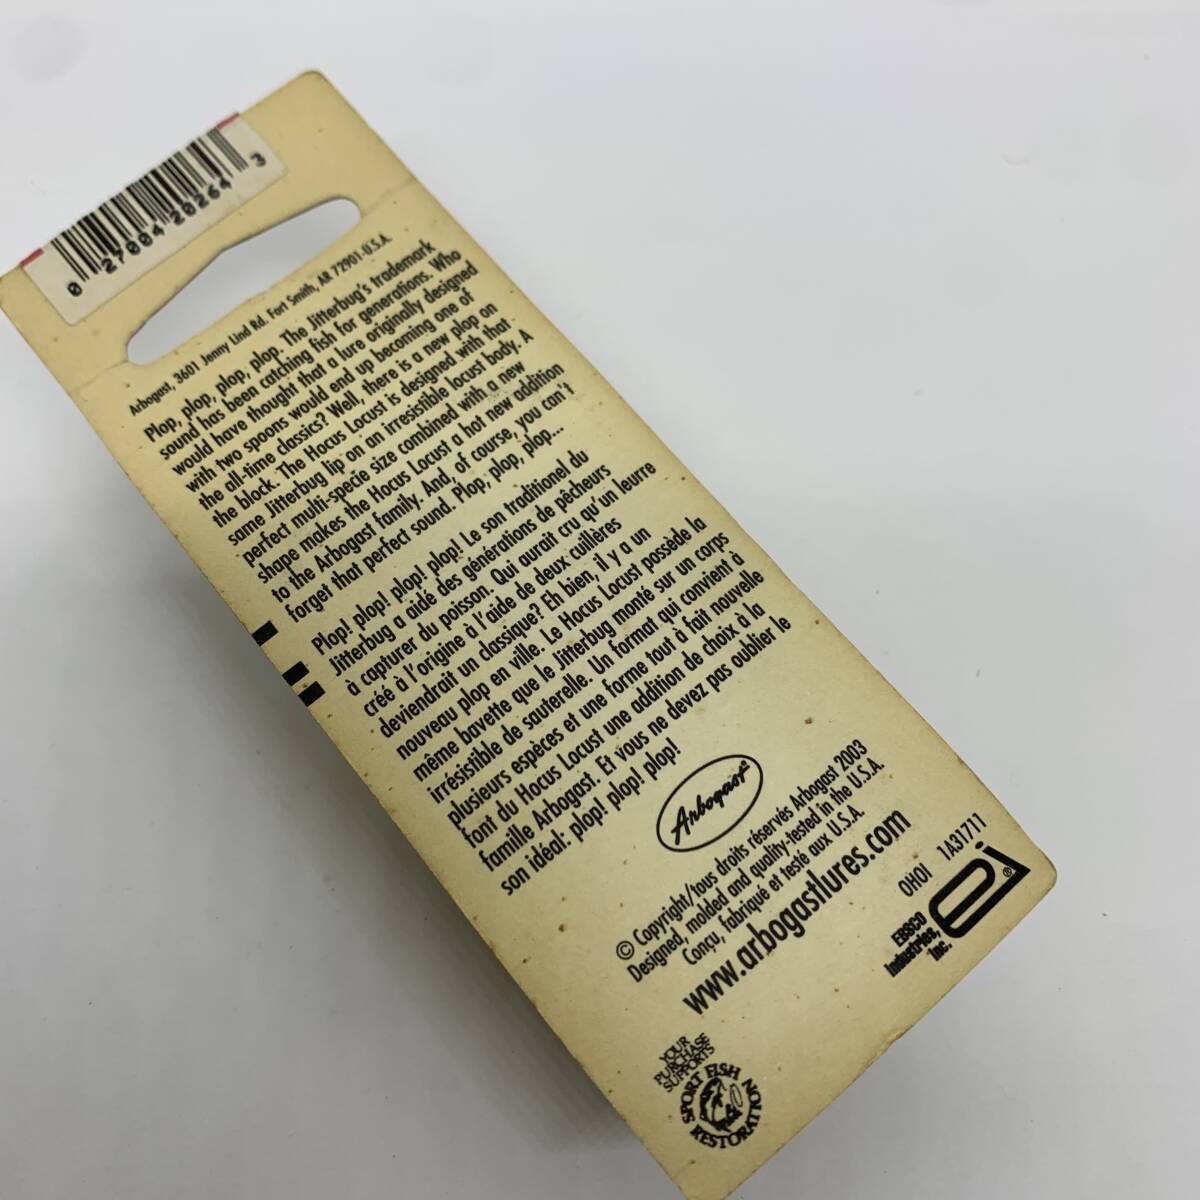 0 27004 20264 3
Arbogast, 3601 Jenny Lind Rd. Fort Smith, AR 72901-U.S.A.
Plop, plop, plop, plop. The Jitterbug's trademark
sound has been catching fish for generations. Who
would have thought that a lure originally designed
with two spoons would end up becoming one of
the all-time classics? Well, there is a new plop on
the block. The Hocus Locust is designed with that
same Jitterbug lip on an irresistible locust body. A
perfect multi-specie size combined with a new
shape makes the Hocus Locust a hot new addition
to the Arbogast family. And, of course, you can't
forget that perfect sound. Plop, plop, plop...
Plop! plop! plop! plop! Le son traditionel du
Jitterbug a aidé des générations de pêcheurs
à capturer du poisson. Qui aurait cru qu'un leurre
créé à l'origine à l'aide de deux cuillères
deviendrait un classique? Eh bien, il y a un
nouveau plop en ville. Le Hocus Locust possède la
même bavette que le Jitterbug monté sur un corps
irrésistible de sauterelle. Un format qui convient à
plusieurs espèces et une forme tout à fait nouvelle
font du Hocus Locust une addition de choix à la
famille Arbogast. Et vous ne devez pas oublier le
son idéal: plop! plop! plop!
Arbogast
© Copyright/tous droits réservés Arbogast 2003
Designed, molded and quality-tested in the U.S.A.
Conçu, fabriqué et testé aux U.S.A.
www.arbogastlures.com
OHOI 1A31711
EBSCO
Industries,
Inc.
ei®
YOUR
PURCHASE
SUPPORTS
SPORT FISH
RESTORATION